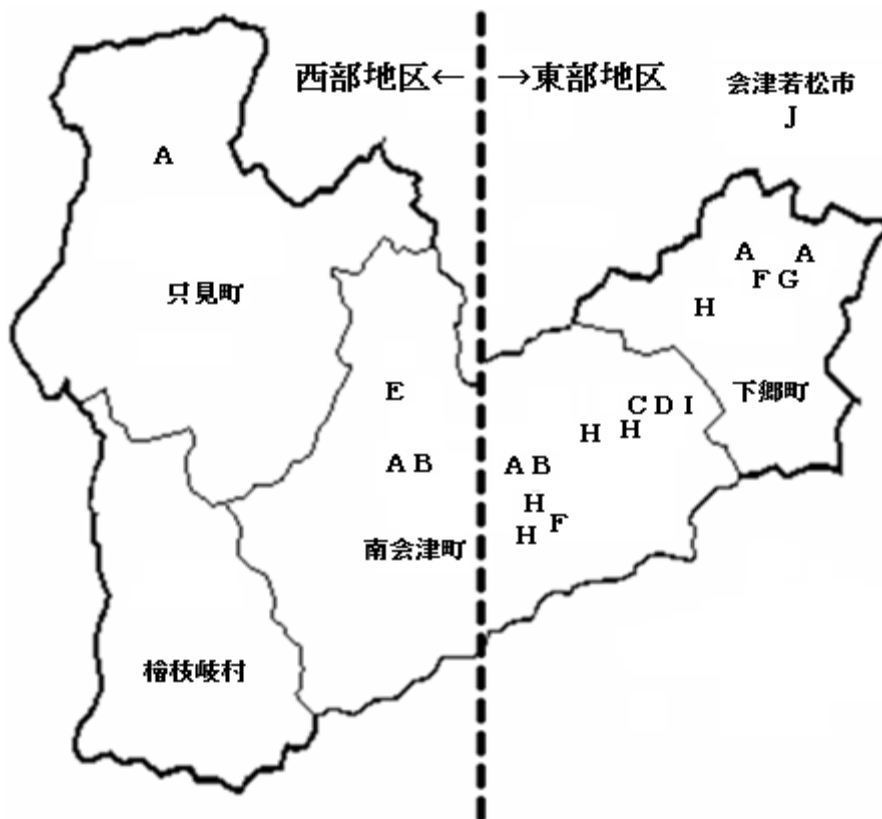 西部地区← →東部地区
会津若松市
J
A
A A
F G
H
只見町
下郷町
E
C D I
H H
A B A B
H
F
H
南会津町
檜枝岐村